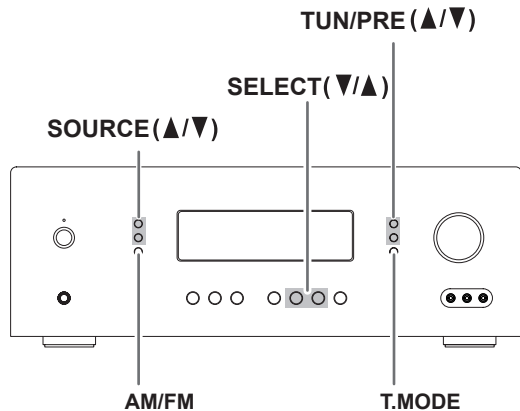 TUN/PRE (▲/▼)
SELECT (▼/▲)
SOURCE (▲/▼)
AM/FM
T.MODE